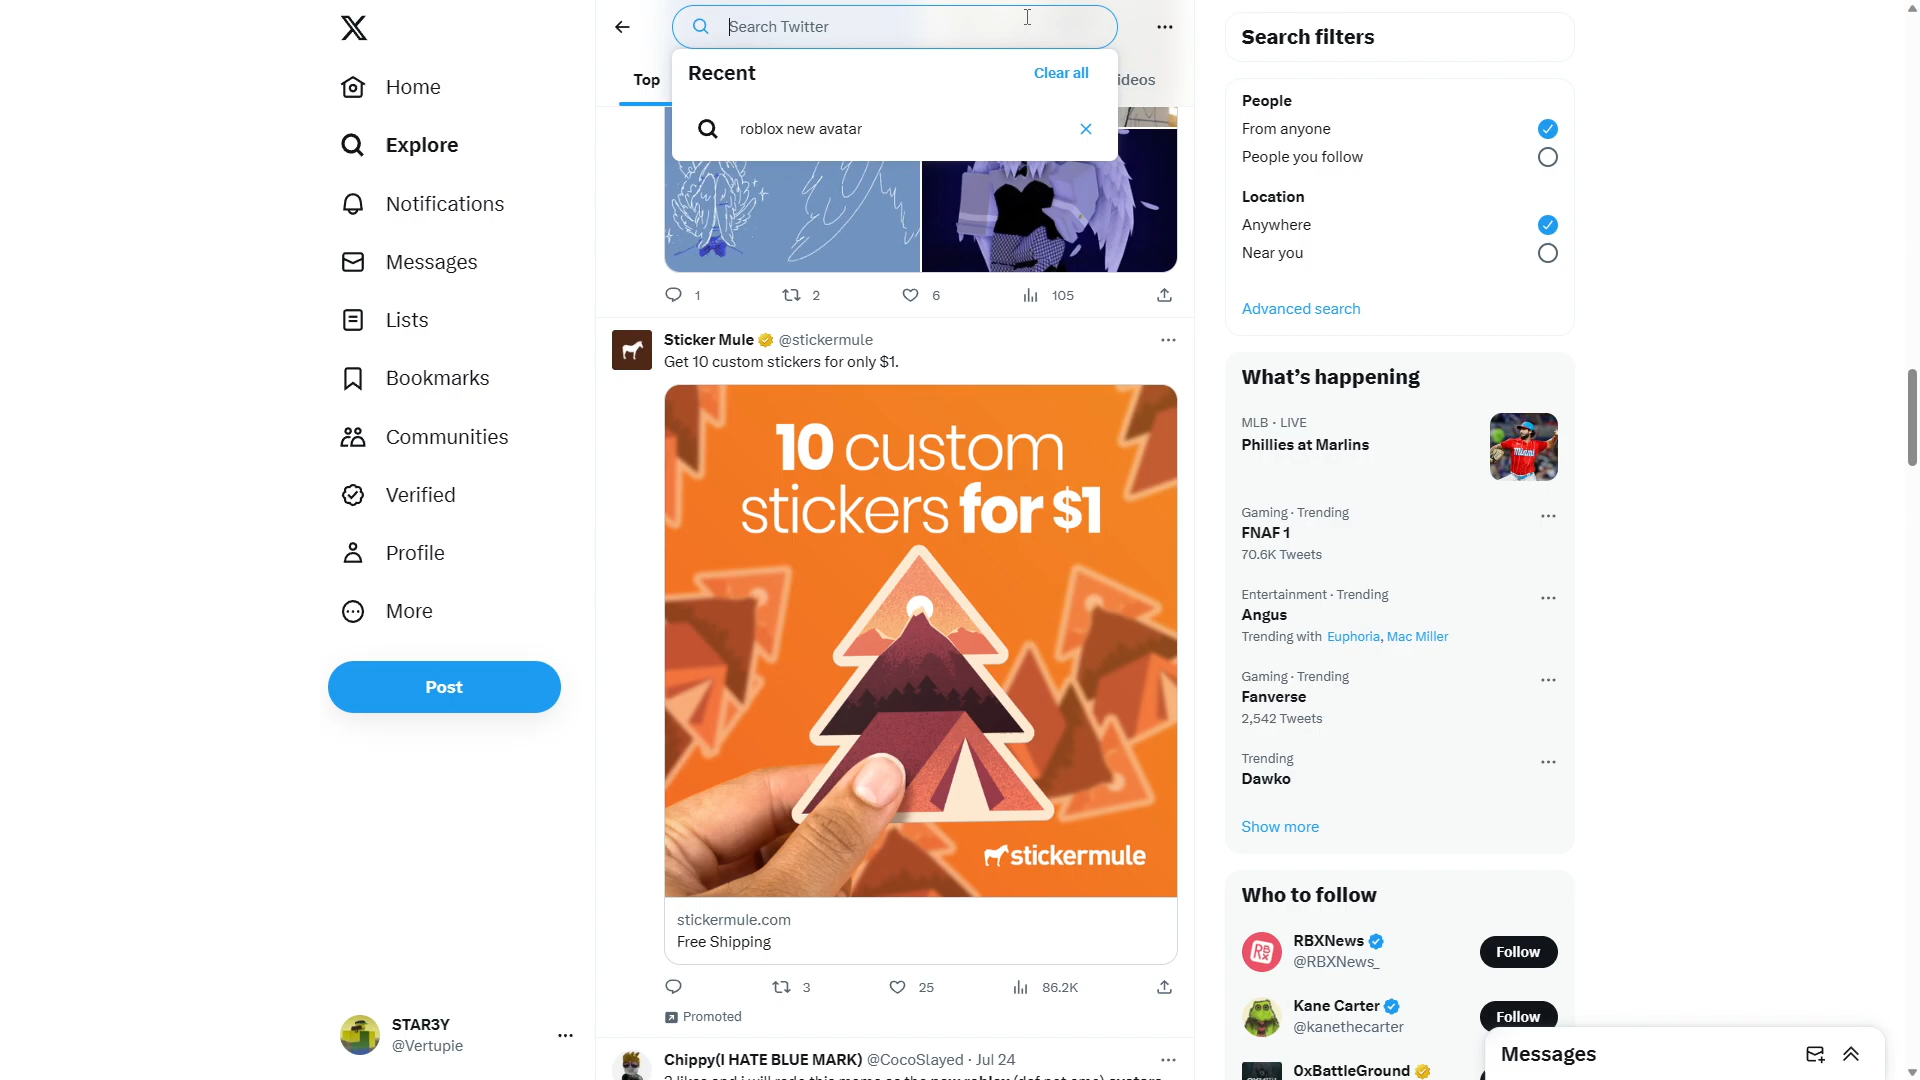 Home
Explore
Notifications
Messages
Lists
Bookmarks
Communities
Verified
Profile
More
Post
STAR3Y
@Vertupie
Search Twitter
Recent
Clear all
roblox new avatar
Top
ideos
1
2
6
105
Sticker Mule @stickermule
Get 10 custom stickers for only $1.
10 custom
stickers for $1
stickermule
stickermule.com
Free Shipping
3
25
86.2K
Promoted
Chippy(I HATE BLUE MARK) @CocoSlayed · Jul 24
Search filters
People
From anyone
People you follow
Location
Anywhere
Near you
Advanced search
What's happening
MLB · LIVE
Phillies at Marlins
Miami
Gaming · Trending
FNAF 1
70.6K Tweets
Entertainment · Trending
Angus
Trending with Euphoria, Mac Miller
Gaming · Trending
Fanverse
2,542 Tweets
Trending
Dawko
Show more
Who to follow
RBXNews
@RBXNews_
Follow
Kane Carter
@kanethecarter
Follow
0xBattleGround
Messages